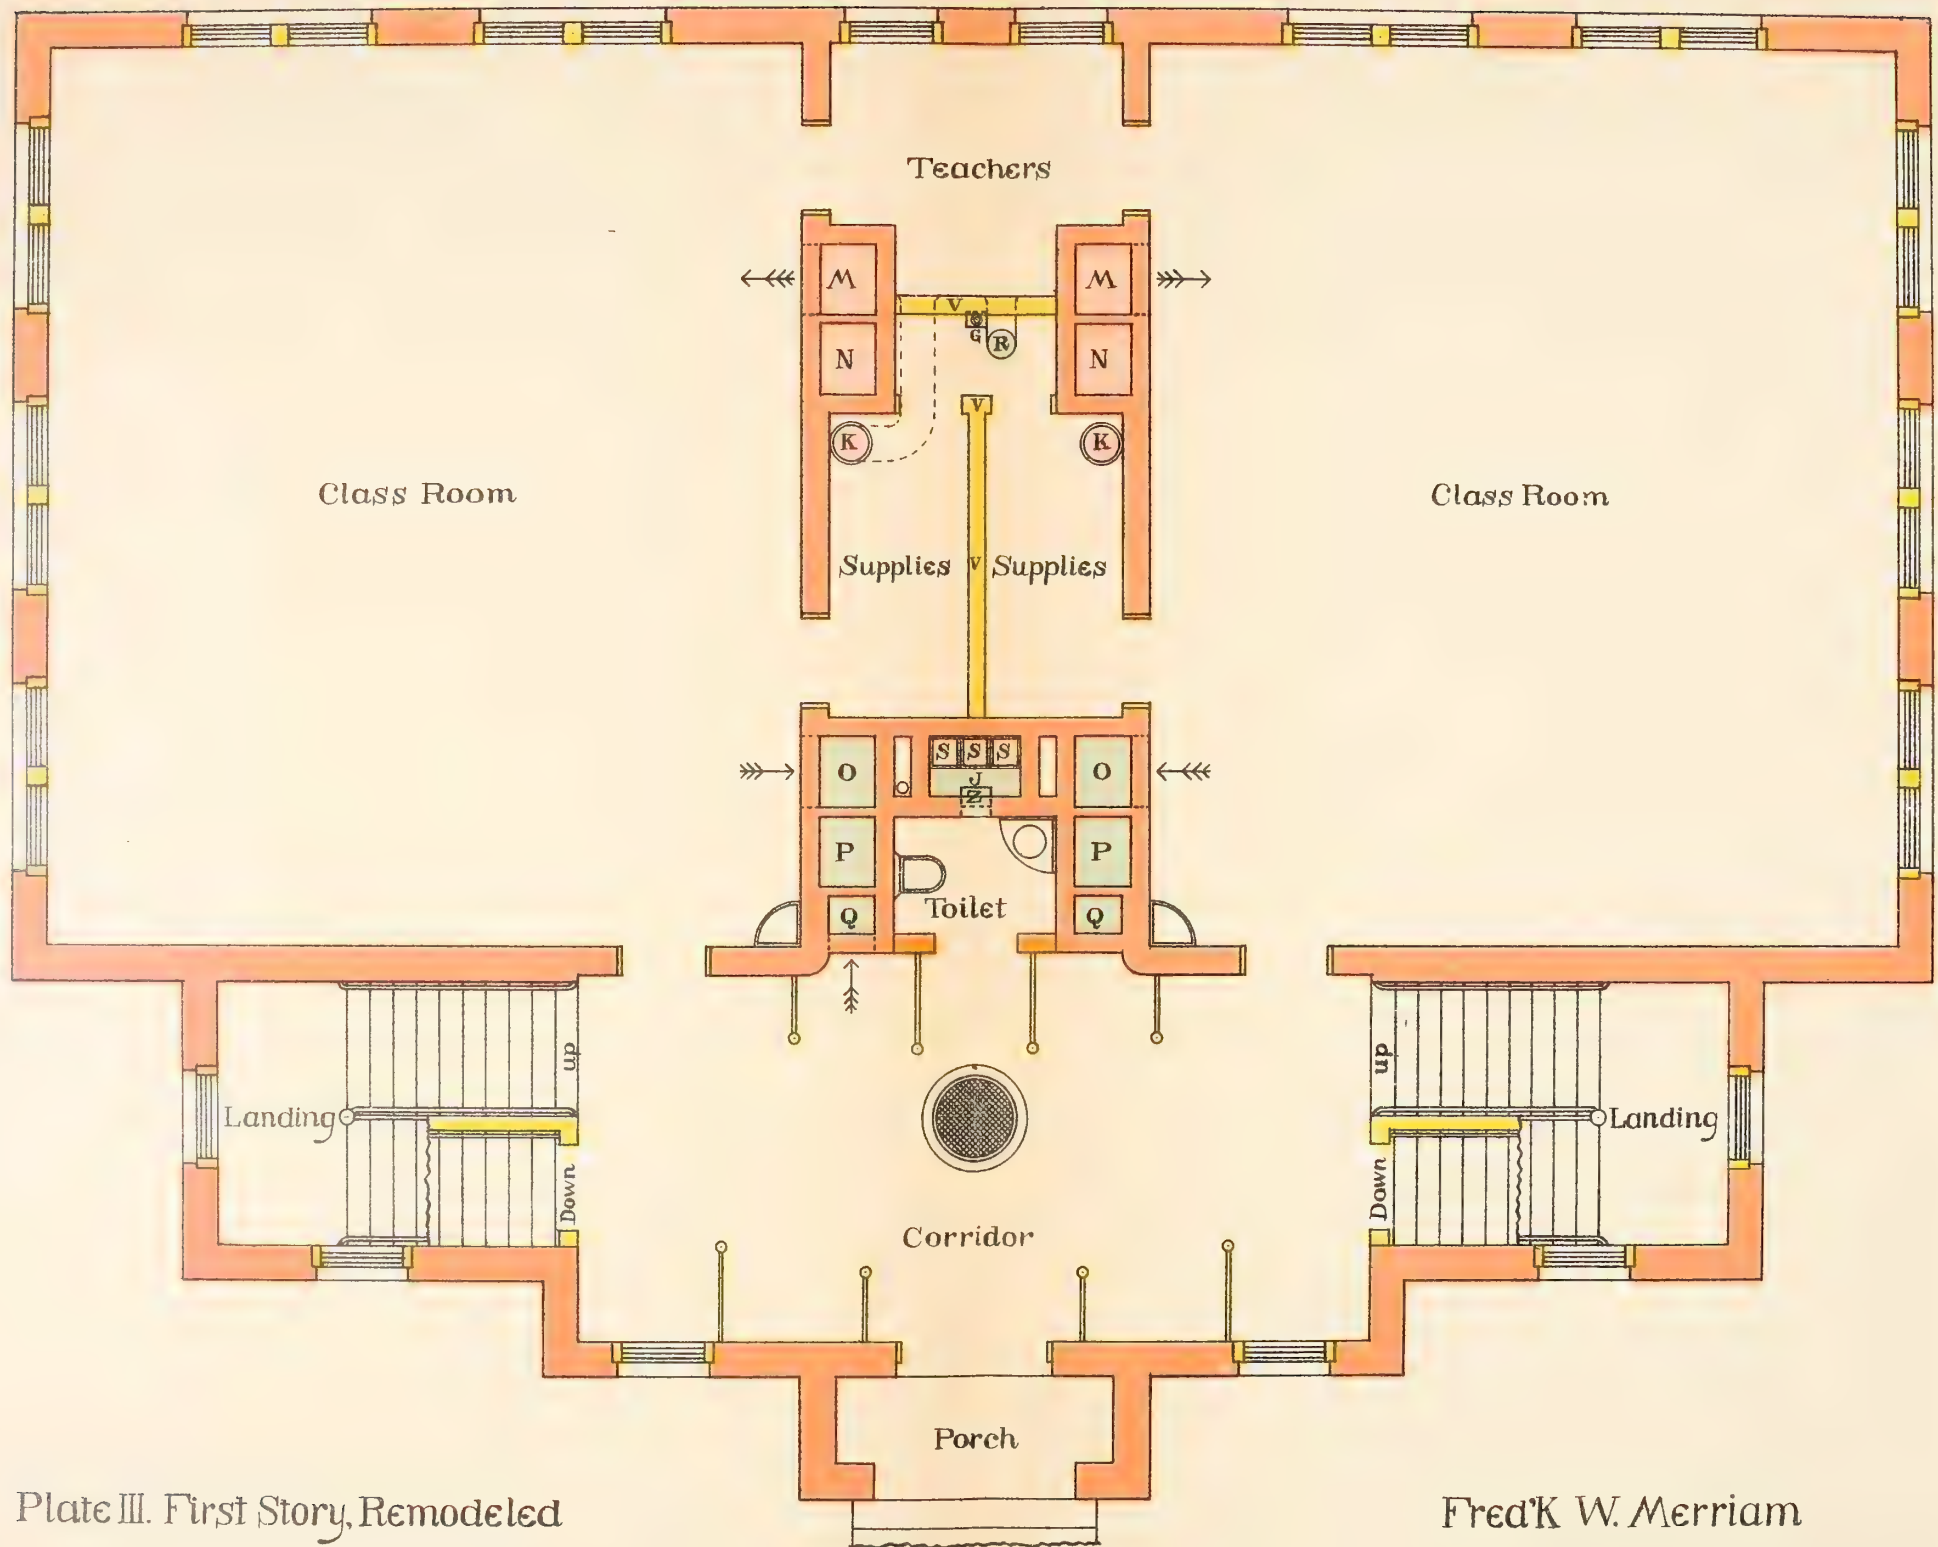 Teachers
M M
V
G R
N N
V
K K
Class Room Class Room
Supplies V Supplies
S S S
O J O
Z
P P
Toilet
Q Q
up up
Landing Landing
Down Down
Corridor
Porch
Plate III. First Story, Remodeled Fred'K W. Merriam